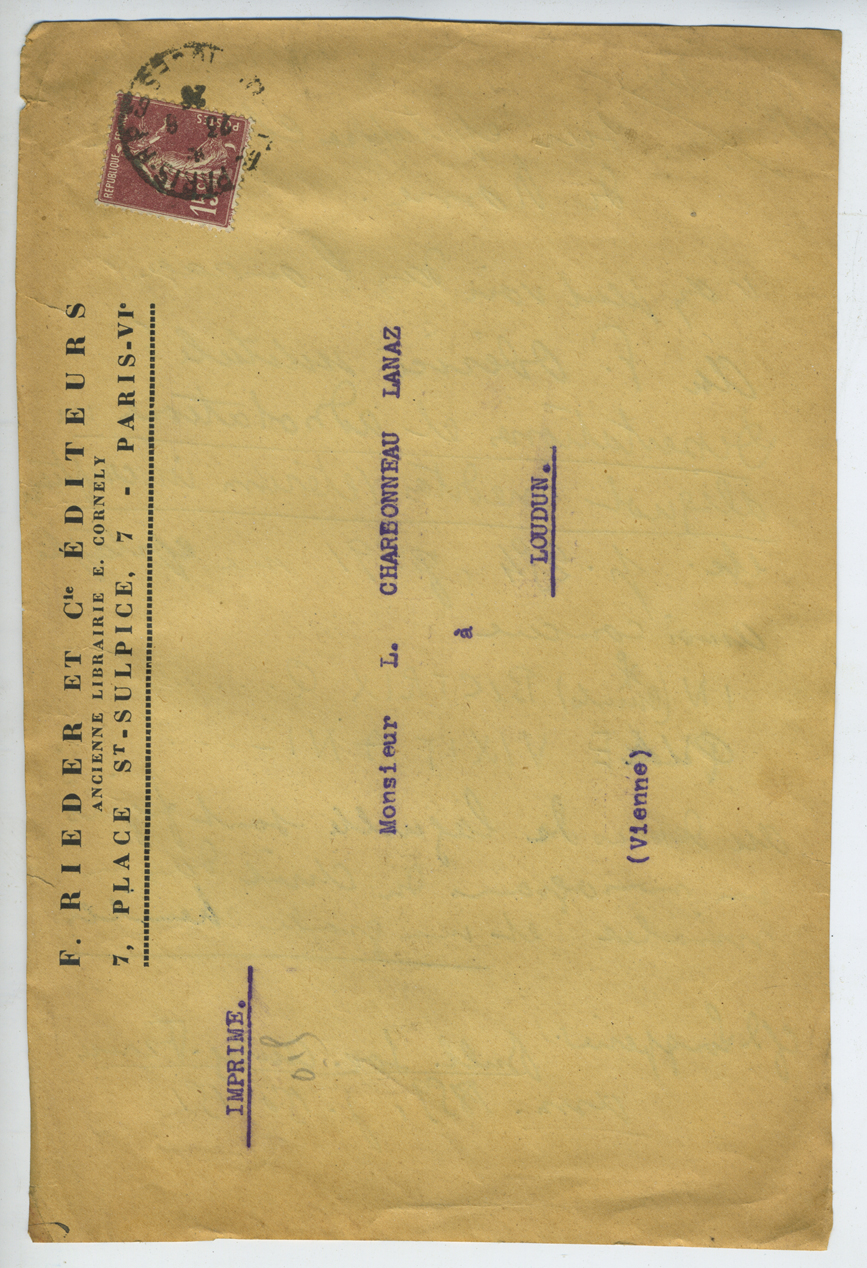 F. RIEDER ET Cie ÉDITEURS
ANCIENNE LIBRAIRIE E. CORNELY
7, PLACE ST-SULPICE, 7 - PARIS-VIe
REPUBLIQUE
POSTES
15
IMPRIME.
Monsieur L. CHARBONNEAU LANAZ
à
LOUDUN.
(Vienne)